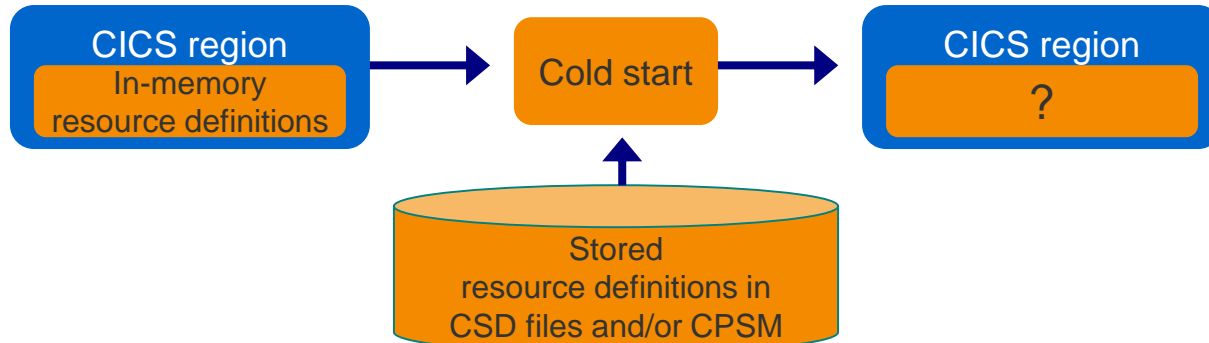 CICS region
In-memory
resource definitions
Cold start
CICS region
?
Stored
resource definitions in
CSD files and/or CPSM